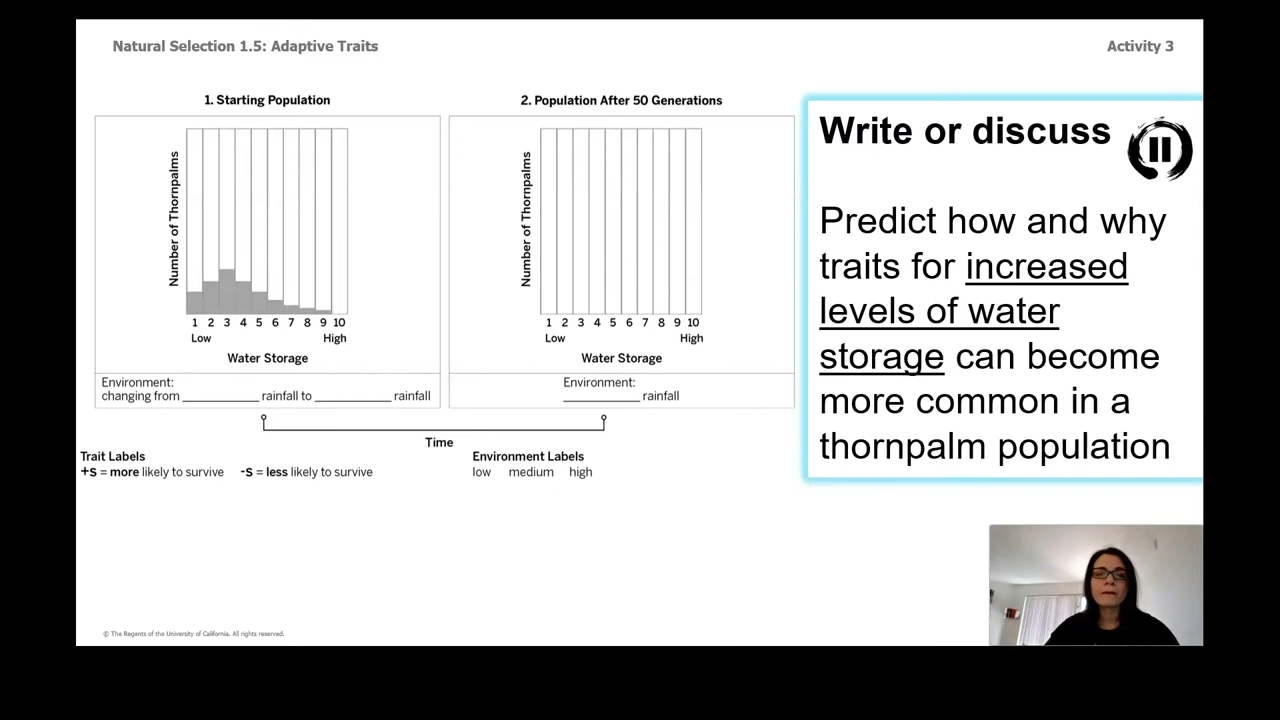 Natural Selection 1.5: Adaptive Traits
Activity 3
1. Starting Population
Number of Thornpalms
1 2 3 4 5 6 7 8 9 10
Low High
Water Storage
Environment:
changing from ____________ rainfall to ____________ rainfall
2. Population After 50 Generations
Number of Thornpalms
1 2 3 4 5 6 7 8 9 10
Low High
Water Storage
Environment:
____________ rainfall
Time
Trait Labels
+S = more likely to survive -S = less likely to survive
Environment Labels
low medium high
Write or discuss
Predict how and why
traits for increased
levels of water
storage can become
more common in a
thornpalm population
© The Regents of the University of California. All rights reserved.